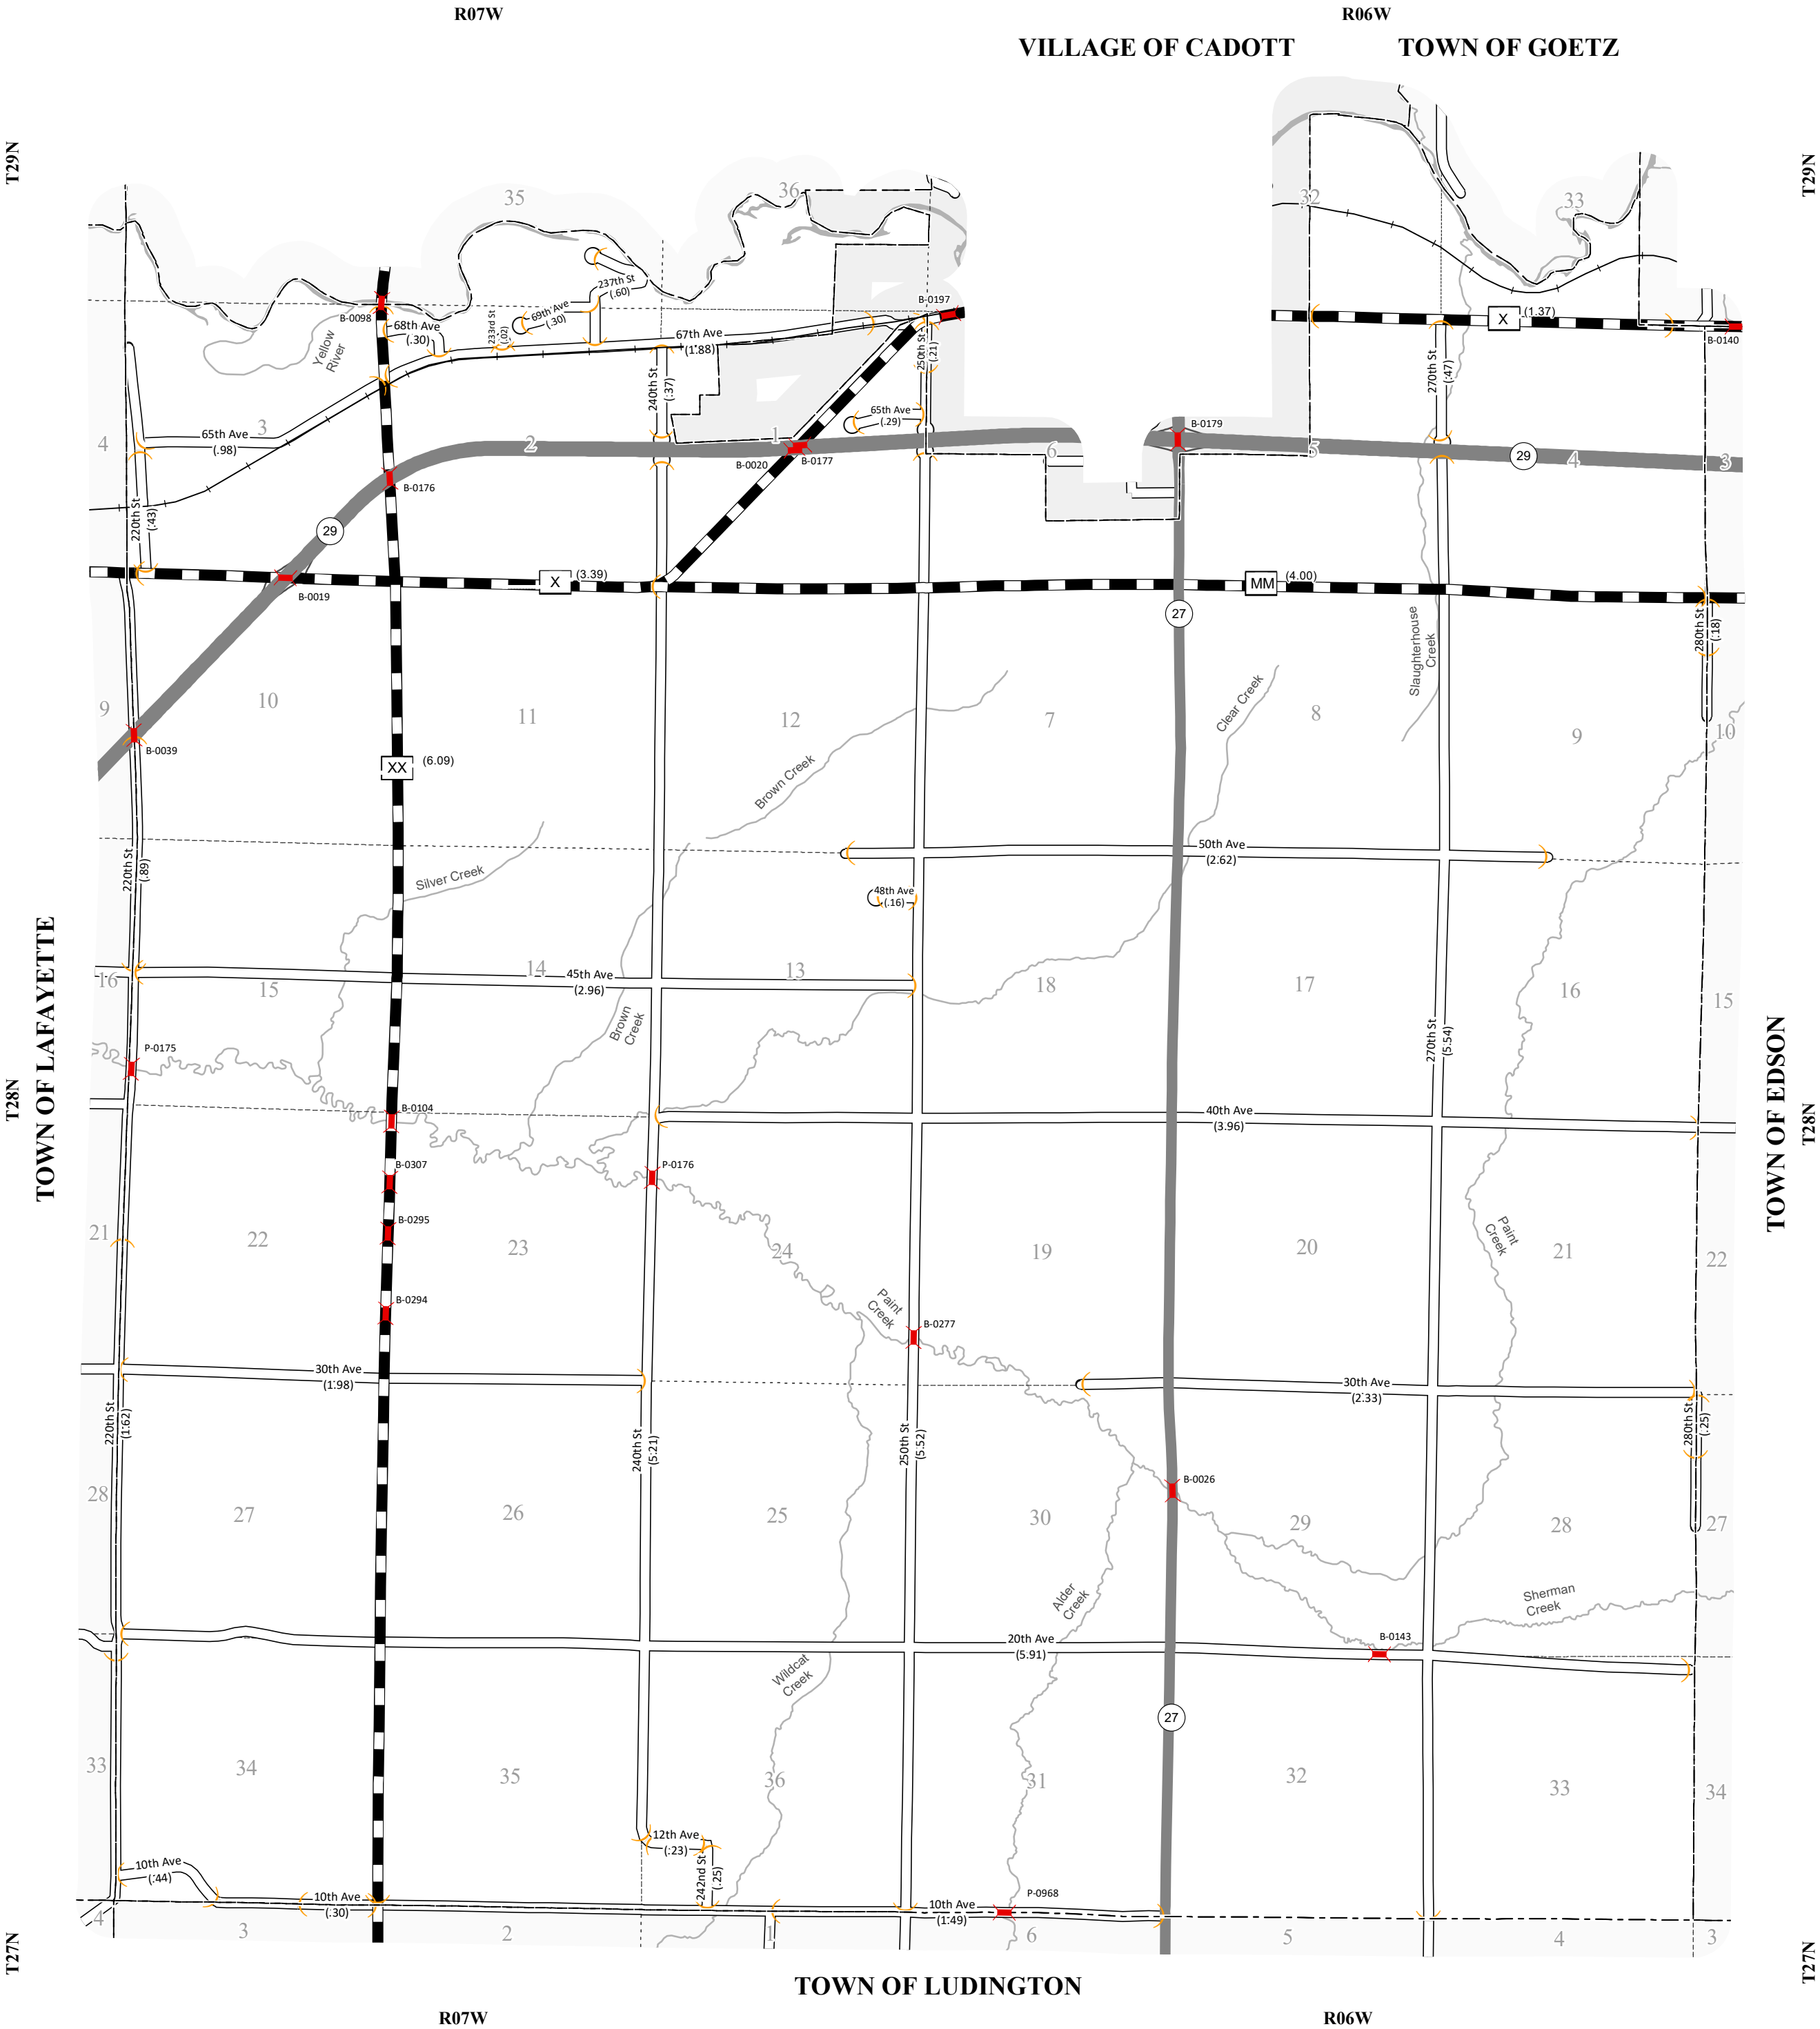 R07W
R06W
VILLAGE OF CADOTT
TOWN OF GOETZ
T29N
T29N
35
36
32
33
237th St
(.60)
B-0197
69th Ave
(.30)
B-0098
68th Ave
(.30)
233rd St
(.02)
67th Ave
(1.88)
250th St
(.21)
X
(1.37)
B-0140
Yellow
River
240th St
(.37)
270th St
(.47)
65th Ave
(.29)
4
3
65th Ave
(.98)
2
1
B-0020
B-0177
6
B-0179
5
29
4
3
B-0176
220th St
(.43)
29
B-0019
X
(3.39)
MM
(4.00)
27
280th St
(.18)
Slaughterhouse
Creek
9
10
11
12
7
Clear Creek
8
9
10
B-0039
XX
(6.09)
Brown Creek
220th St
(.89)
Silver Creek
50th Ave
(2.62)
48th Ave
(.16)
16
15
14
45th Ave
(2.96)
13
18
17
16
15
Brown
Creek
270th St
(5.54)
TOWN OF LAFAYETTE
TOWN OF EDSON
P-0175
T28N
T28N
B-0104
40th Ave
(3.96)
B-0307
P-0176
B-0295
21
22
23
24
19
20
Paint
Creek
21
22
B-0294
Paint
Creek
B-0277
30th Ave
(1.98)
30th Ave
(2.33)
220th St
(1.62)
240th St
(5.21)
250th St
(5.52)
280th St
(.25)
B-0026
28
27
26
25
30
29
28
27
Alder
Creek
Sherman
Creek
20th Ave
(5.91)
B-0143
Wildcat
Creek
27
33
34
35
36
31
32
33
34
12th Ave
(.23)
242nd St
(.25)
10th Ave
(.44)
10th Ave
(.30)
10th Ave
(1.49)
P-0968
4
3
2
1
6
5
4
3
T27N
T27N
TOWN OF LUDINGTON
R07W
R06W